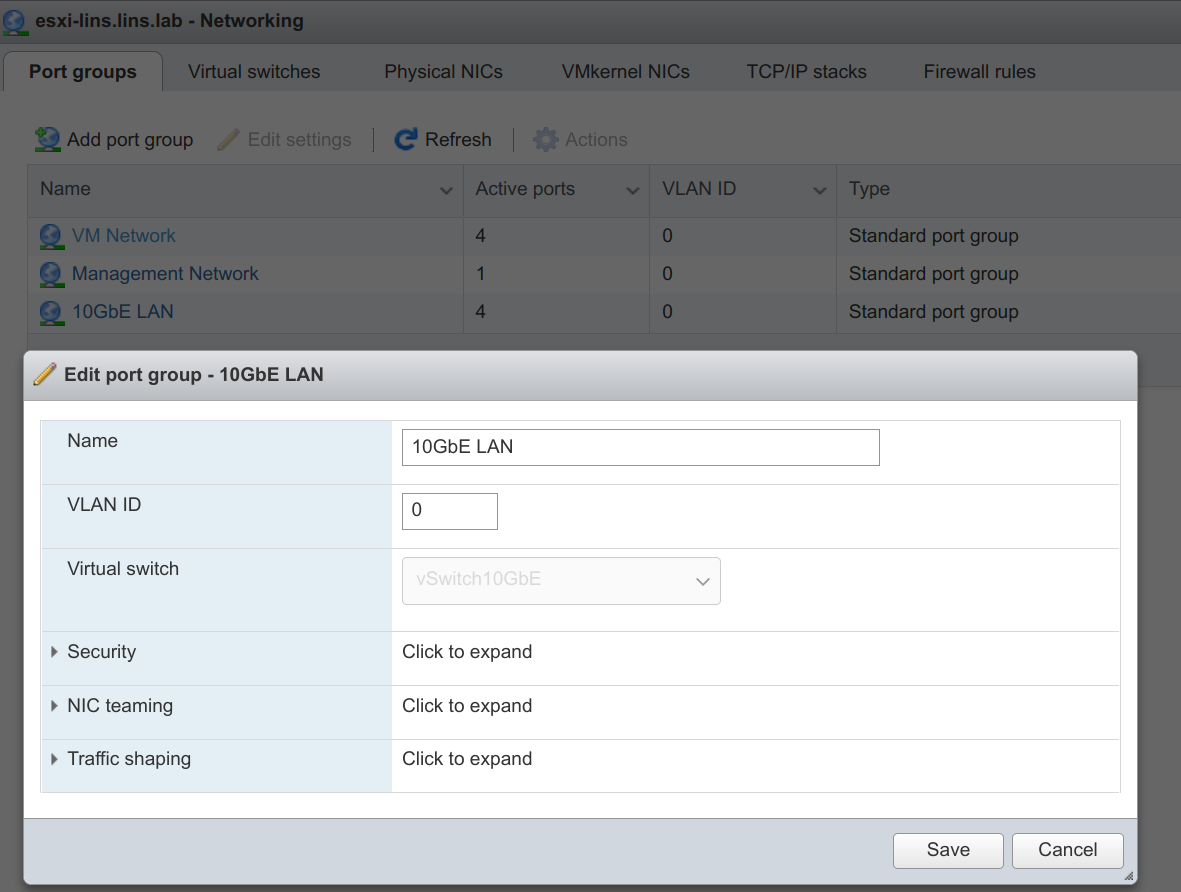 esxi-lins.lins.lab - Networking
Port groups Virtual switches Physical NICs VMkernel NICs TCP/IP stacks Firewall rules
Add port group Edit settings Refresh Actions
Name Active ports VLAN ID Type
VM Network 4 0 Standard port group
Management Network 1 0 Standard port group
10GbE LAN 4 0 Standard port group
Edit port group - 10GbE LAN
Name 10GbE LAN
VLAN ID 0
Virtual switch vSwitch10GbE
Security Click to expand
NIC teaming Click to expand
Traffic shaping Click to expand
Save Cancel